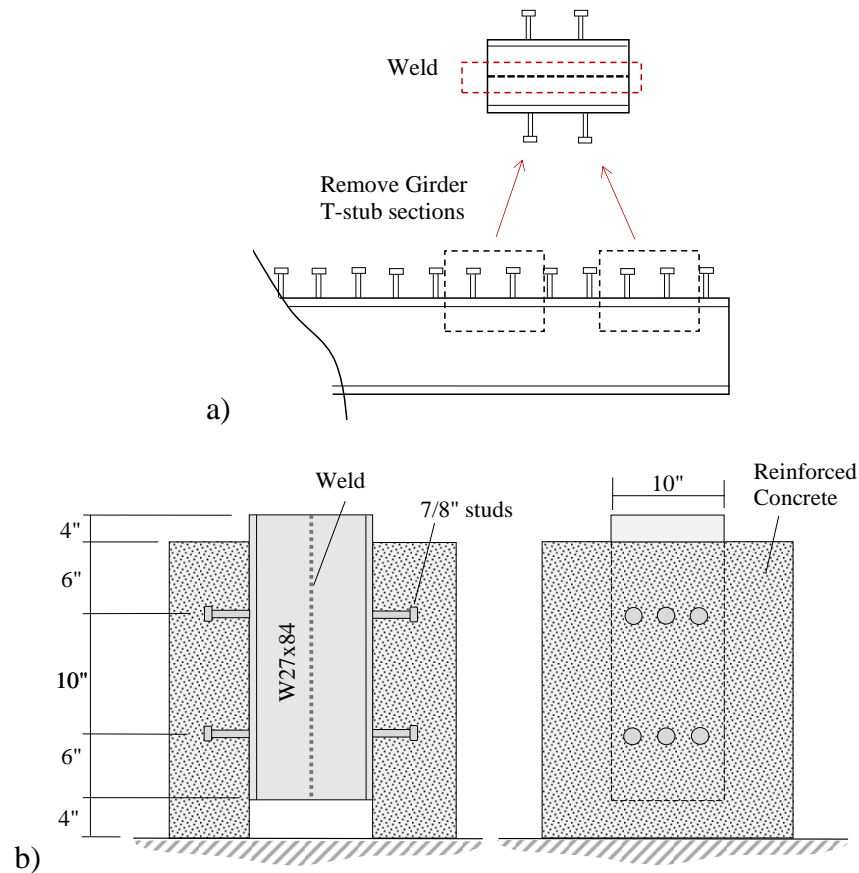 Weld
Remove Girder
T-stub sections
a)
Weld
7/8" studs
10"
Reinforced
Concrete
4"
6"
10"
6"
4"
W27x84
b)